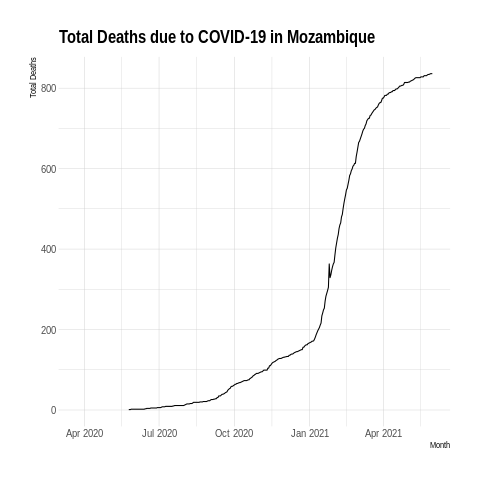 Total Deaths due to COVID-19 in Mozambique
Total Deaths
800
600
400
200
0
Apr 2020 Jul 2020 Oct 2020 Jan 2021 Apr 2021
Month